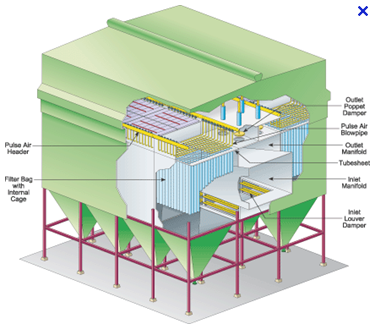 Outlet
Poppet
Damper
Pulse Air
Blowpipe
Outlet
Manifold
Tubesheet
Inlet
Manifold
Inlet
Louver
Damper
Pulse Air
Header
Filter Bag
with
Internal
Cage